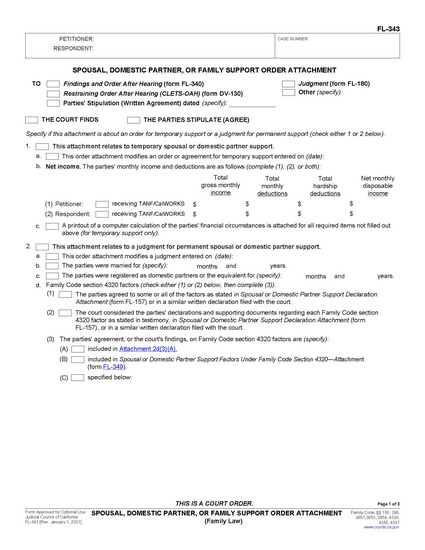 FL-343
PETITIONER:
RESPONDENT:
CASE NUMBER:
SPOUSAL, DOMESTIC PARTNER, OR FAMILY SUPPORT ORDER ATTACHMENT
TO Findings and Order After Hearing (form FL-340) Judgment (form FL-180)
Restraining Order After Hearing (CLETS-OAH) (form DV-130) Other (specify):
Parties' Stipulation (Written Agreement) dated (specify):
THE COURT FINDS THE PARTIES STIPULATE (AGREE)
Specify if this attachment is about an order for temporary support or a judgment for permanent support (check either 1 or 2 below).
1. This attachment relates to temporary spousal or domestic partner support.
a. This order attachment modifies an order or agreement for temporary support entered on (date):
b. Net income. The parties' monthly income and deductions are as follows (complete (1), (2), or both):
Total gross monthly income Total monthly deductions Total hardship deductions Net monthly disposable income
(1) Petitioner: receiving TANF/CalWORKS $ $ $ $
(2) Respondent: receiving TANF/CalWORKS $ $ $ $
c. A printout of a computer calculation of the parties' financial circumstances is attached for all required items not filled out
above (for temporary support only).
2. This attachment relates to a judgment for permanent spousal or domestic partner support.
a. This order attachment modifies a judgment entered on (date):
b. The parties were married for (specify): months and years.
c. The parties were registered as domestic partners or the equivalent for (specify): months and years.
d. Family Code section 4320 factors (check either (1) or (2) below, then complete (3)).
(1) The parties agreed to some or all of the factors as stated in Spousal or Domestic Partner Support Declaration
Attachment (form FL-157) or in a similar written declaration filed with the court.
(2) The court considered the parties' declarations and supporting documents regarding each Family Code section
4320 factor as stated in testimony, in Spousal or Domestic Partner Support Declaration Attachment (form
FL-157), or in a similar written declaration filed with the court.
(3) The parties' agreement, or the court's findings, on Family Code section 4320 factors are (specify):
(A) included in Attachment 2d(3)(A).
(B) included in Spousal or Domestic Partner Support Factors Under Family Code Section 4320—Attachment
(form FL-349).
(C) specified below:
THIS IS A COURT ORDER.
Page 1 of 3
Form Approved for Optional Use
Judicial Council of California
FL-343 [Rev. January 1, 2021]
SPOUSAL, DOMESTIC PARTNER, OR FAMILY SUPPORT ORDER ATTACHMENT
(Family Law)
www.courts.ca.gov